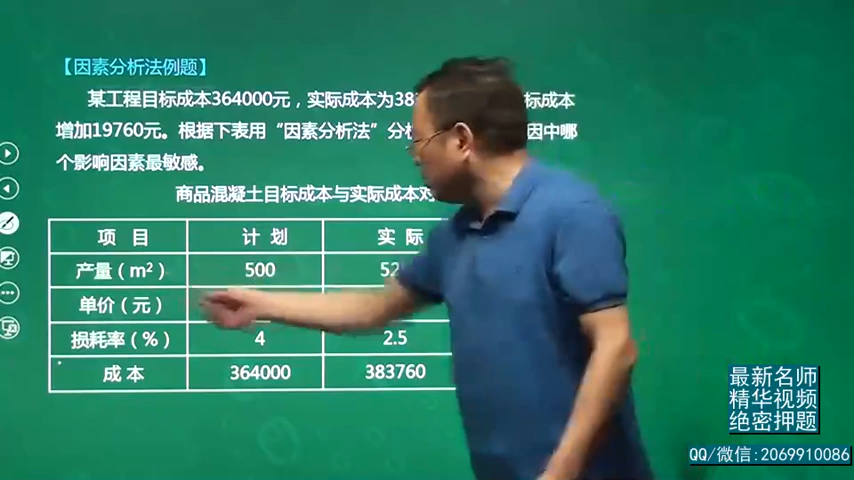 【因素分析法例题】
某工程目标成本364000元，实际成本为38 标成本
增加19760元。根据下表用“因素分析法”分 因中哪
个影响因素最敏感。
商品混凝土目标成本与实际成本对
项 目 计 划 实 际
产量（m²） 500 52
单价（元）
损耗率（%） 4 2.5
成 本 364000 383760
最新名师
精华视频
绝密押题
QQ/微信:2069910086